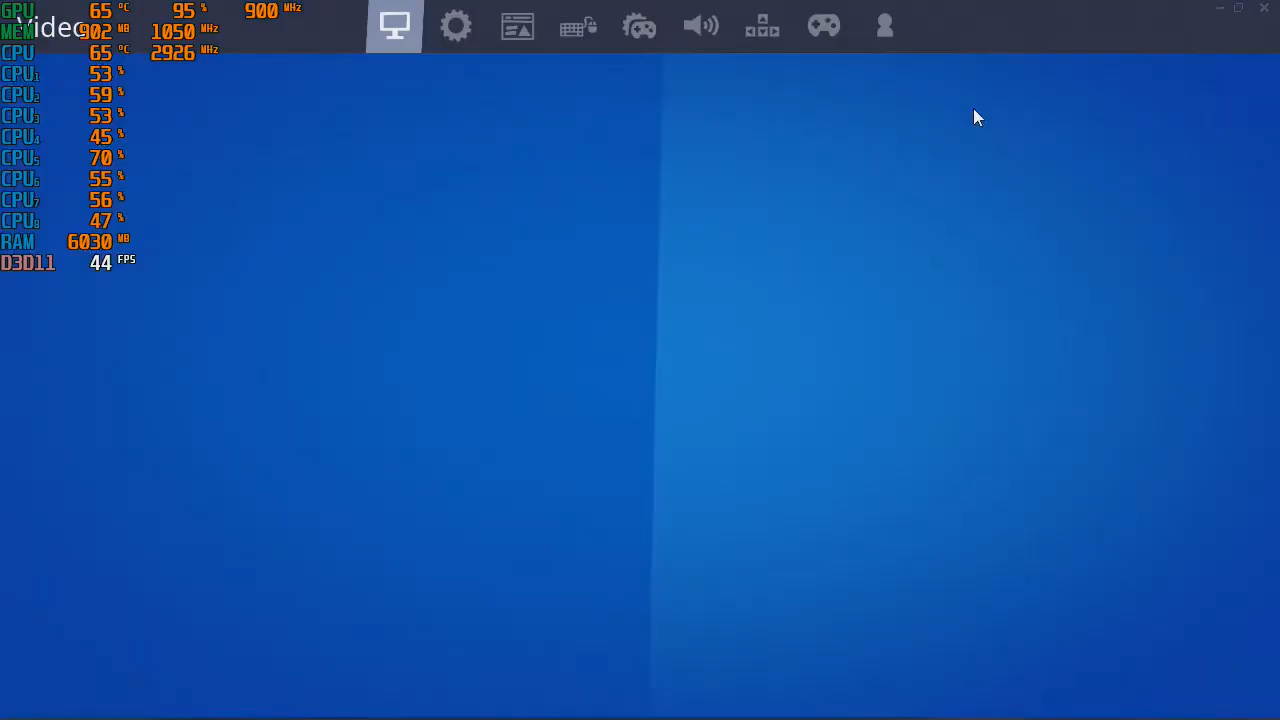 GPU 65 °C 95 % 900 MHz
Video
MEM 902 MB 1050 MHz
CPU 65 °C 2926 MHz
CPU1 53 %
CPU2 59 %
CPU3 53 %
CPU4 45 %
CPU5 70 %
CPU6 55 %
CPU7 56 %
CPU8 47 %
RAM 6030 MB
D3D11 44 FPS